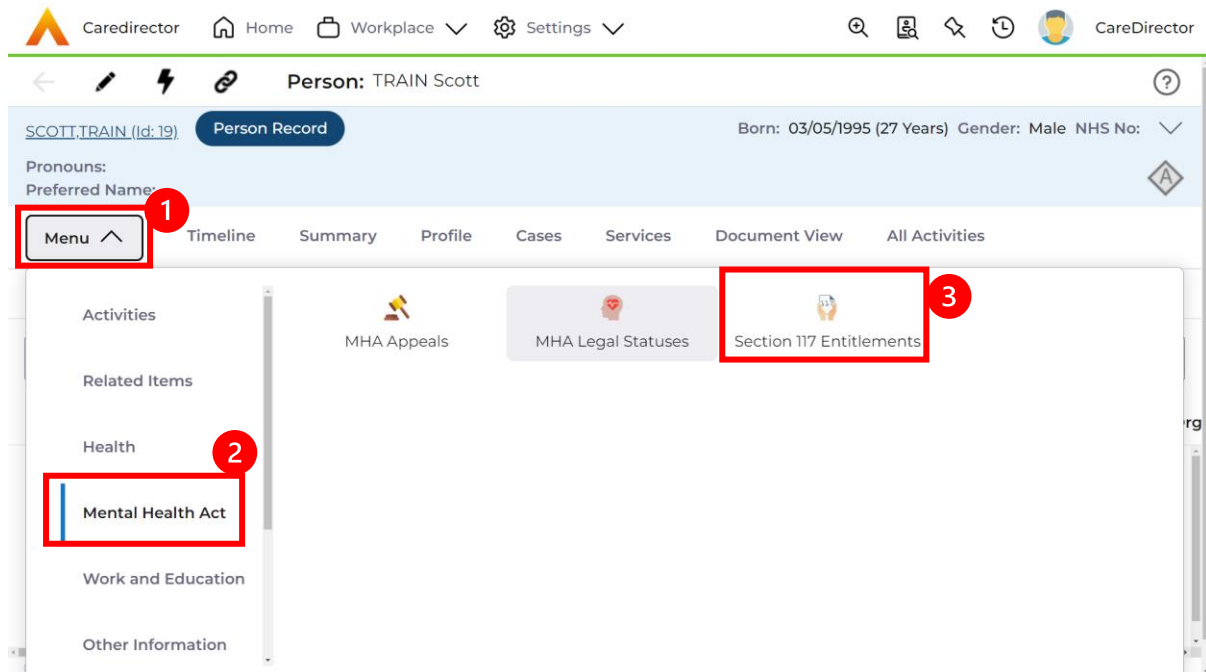 Caredirector Home Workplace Settings CareDirector
Person: TRAIN Scott ?
SCOTT,TRAIN (Id: 19) Person Record Born: 03/05/1995 (27 Years) Gender: Male NHS No:
Pronouns:
Preferred Name: A
1
Menu Timeline Summary Profile Cases Services Document View All Activities
3
Activities
MHA Appeals MHA Legal Statuses Section 117 Entitlements
Related Items
rg
Health
2
Mental Health Act
Work and Education
Other Information